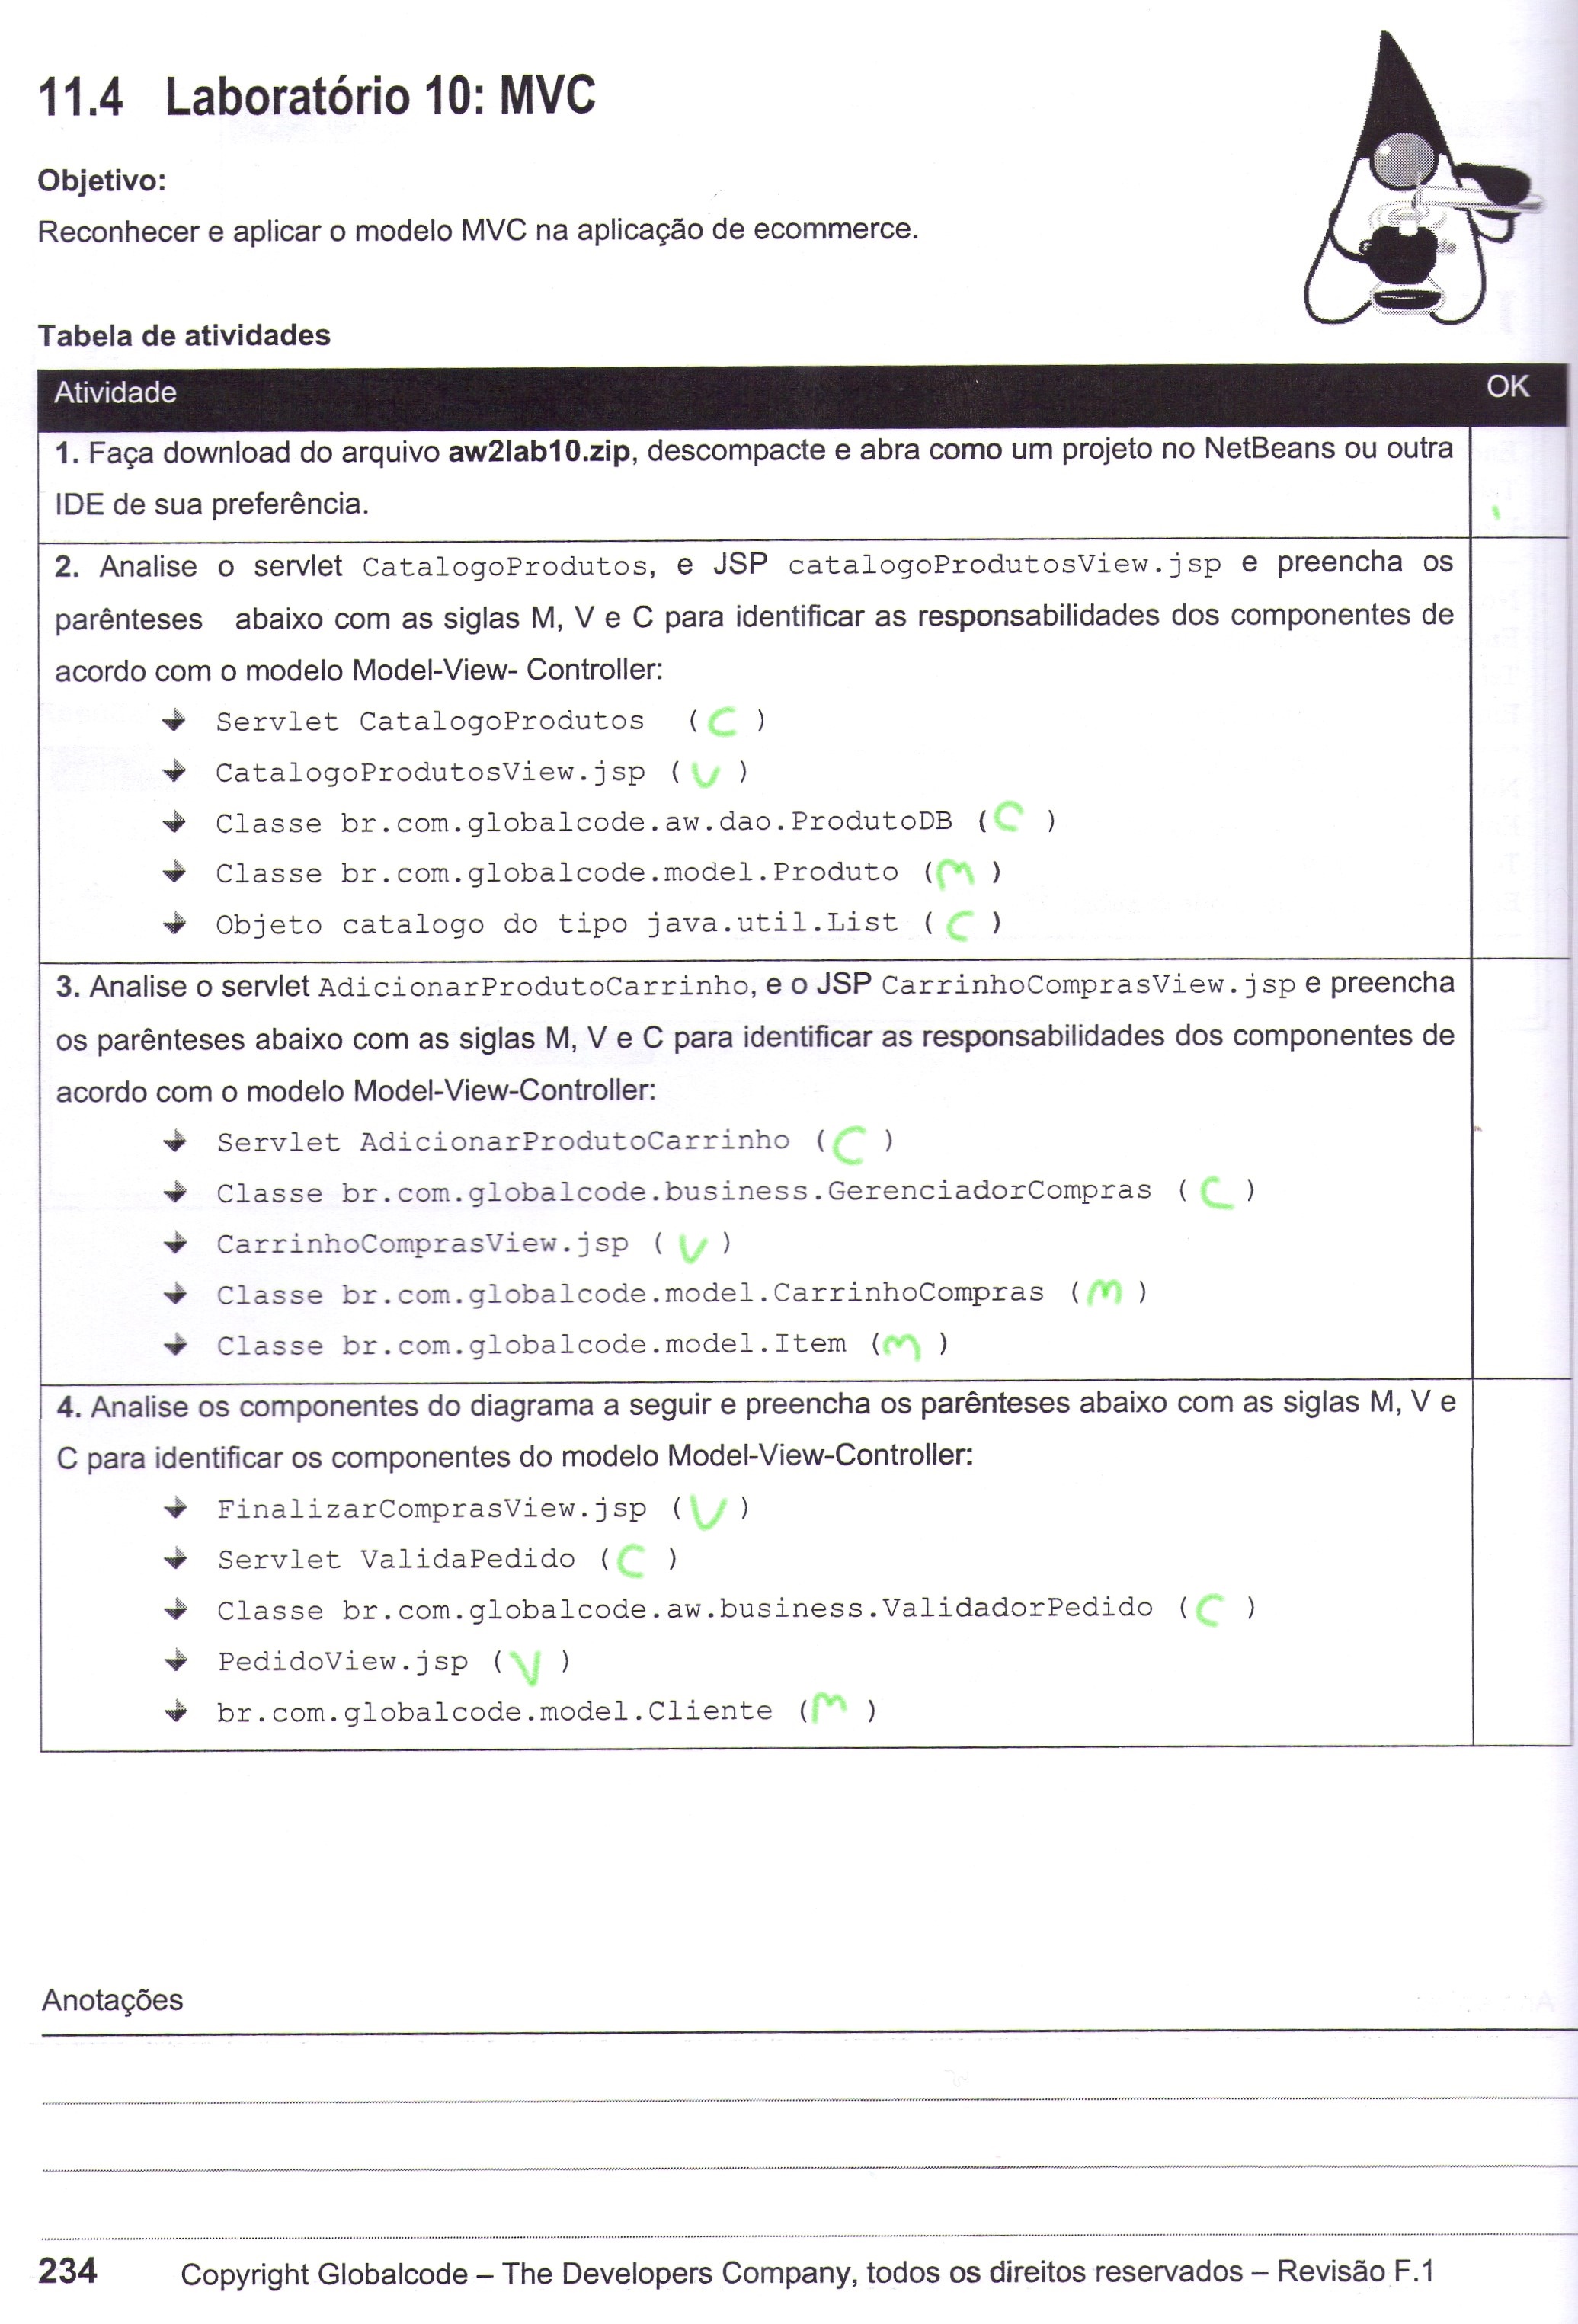 11.4 Laboratório 10: MVC
Objetivo:
Reconhecer e aplicar o modelo MVC na aplicação de ecommerce.
Tabela de atividades
Atividade OK
1. Faça download do arquivo aw2lab10.zip, descompacte e abra como um projeto no NetBeans ou outra
IDE de sua preferência.
2. Analise o servlet CatalogoProdutos, e JSP catalogoProdutosView.jsp e preencha os
parênteses abaixo com as siglas M, V e C para identificar as responsabilidades dos componentes de
acordo com o modelo Model-View- Controller:
Servlet CatalogoProdutos (C )
CatalogoProdutosView.jsp (V )
Classe br.com.globalcode.aw.dao.ProdutoDB (C )
Classe br.com.globalcode.model.Produto (M )
Objeto catalogo do tipo java.util.List ( C )
3. Analise o servlet AdicionarProdutoCarrinho, e o JSP CarrinhoComprasView.jsp e preencha
os parênteses abaixo com as siglas M, V e C para identificar as responsabilidades dos componentes de
acordo com o modelo Model-View-Controller:
Servlet AdicionarProdutoCarrinho (C )
Classe br.com.globalcode.business.GerenciadorCompras ( C )
CarrinhoComprasView.jsp ( V )
Classe br.com.globalcode.model.CarrinhoCompras (M )
Classe br.com.globalcode.model.Item (M )
4. Analise os componentes do diagrama a seguir e preencha os parênteses abaixo com as siglas M, V e
C para identificar os componentes do modelo Model-View-Controller:
FinalizarComprasView.jsp (V )
Servlet ValidaPedido (C )
Classe br.com.globalcode.aw.business.ValidadorPedido (C )
PedidoView.jsp (V )
br.com.globalcode.model.Cliente (M )
Anotações
234 Copyright Globalcode – The Developers Company, todos os direitos reservados – Revisão F.1